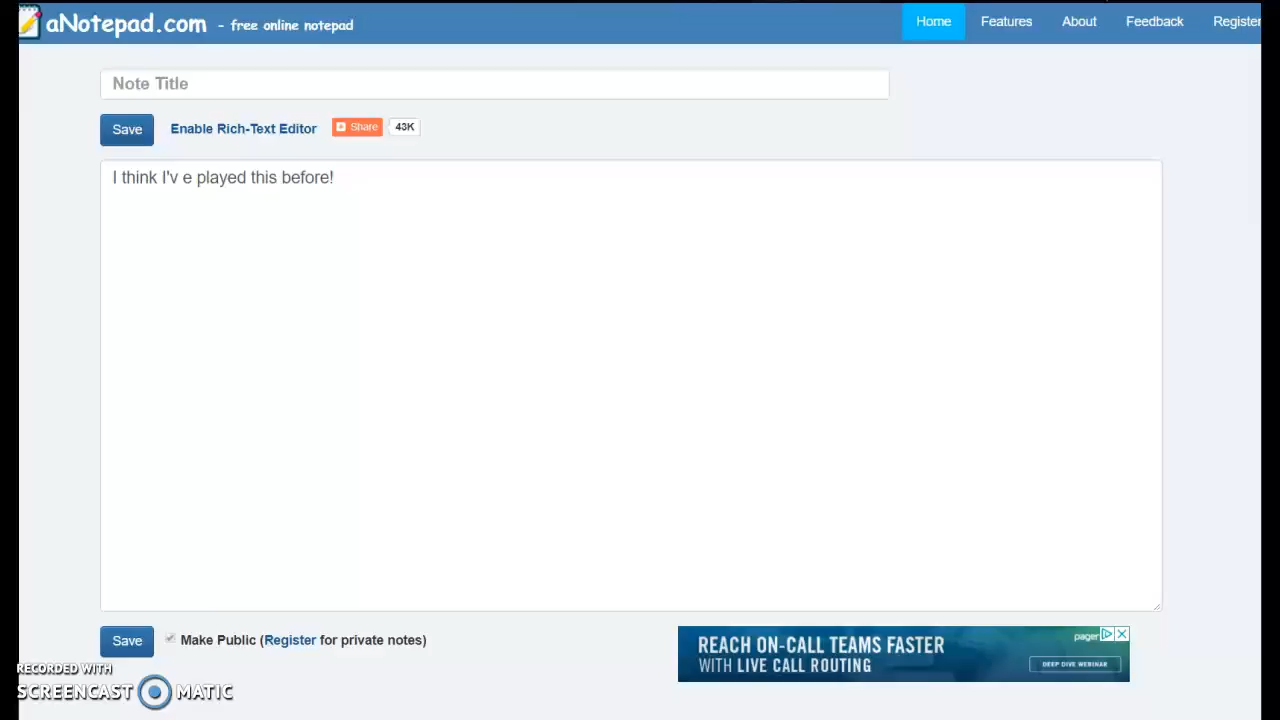 aNotepad.com - free online notepad
Home Features About Feedback Register
Note Title
Save Enable Rich-Text Editor Share 43K
I think I'v e played this before!
Save Make Public (Register for private notes)
REACH ON-CALL TEAMS FASTER
WITH LIVE CALL ROUTING
pager
DEEP DIVE WEBINAR
RECORDED WITH
SCREENCAST MATIC